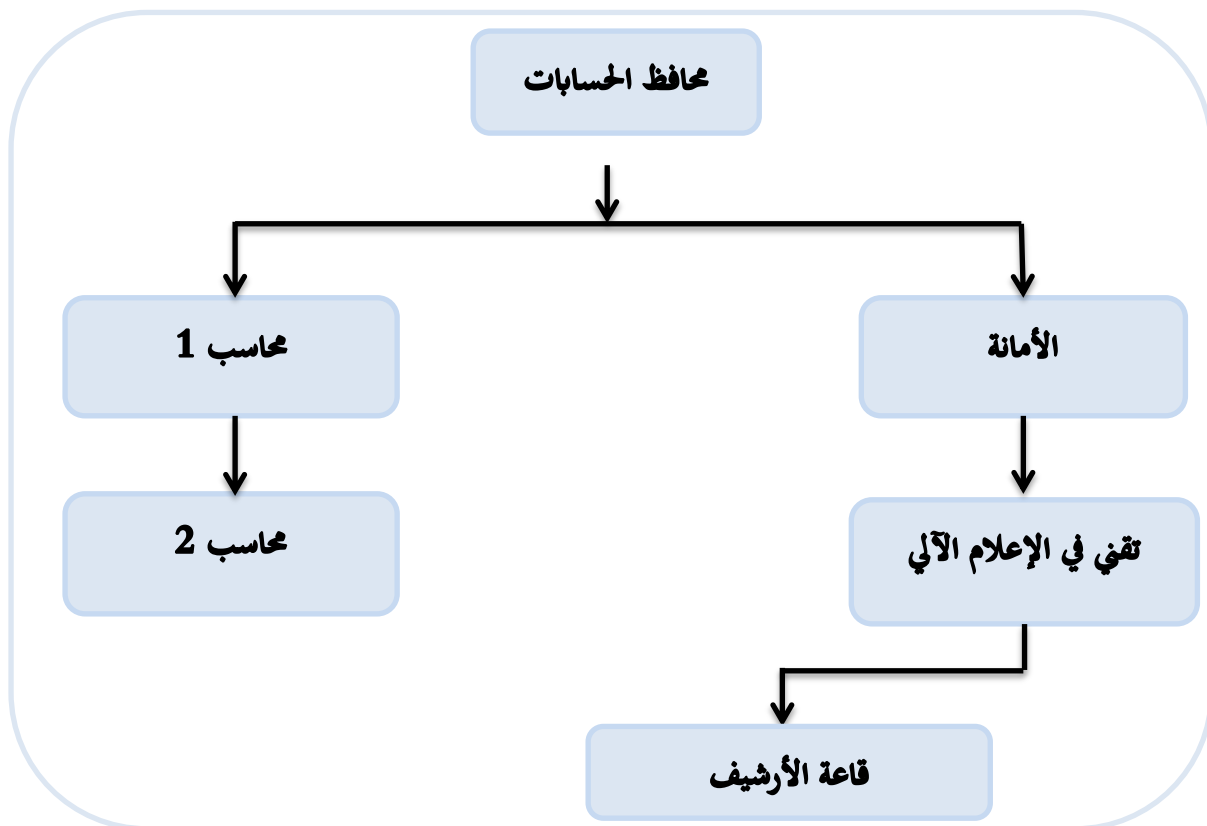 محافظ الحسابات
الأمانة
محاسب 1
تقني في الإعلام الآلي
محاسب 2
قاعة الأرشيف